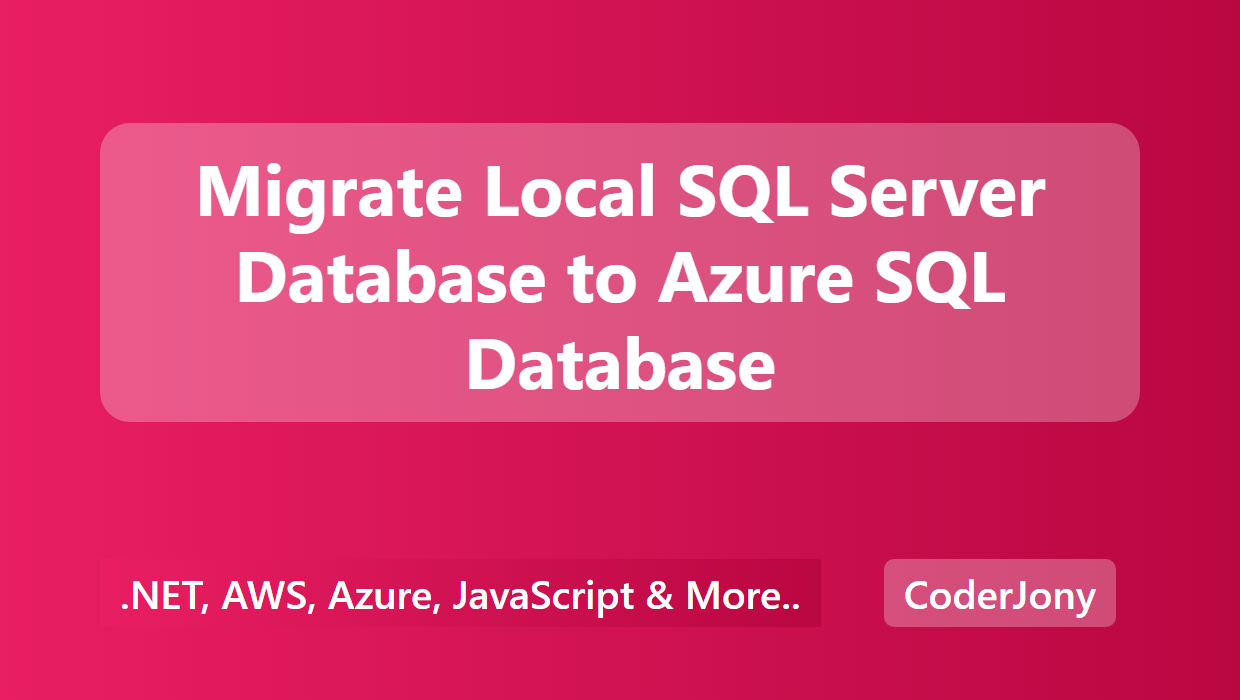 Migrate Local SQL Server
Database to Azure SQL
Database
.NET, AWS, Azure, JavaScript & More..
CoderJony